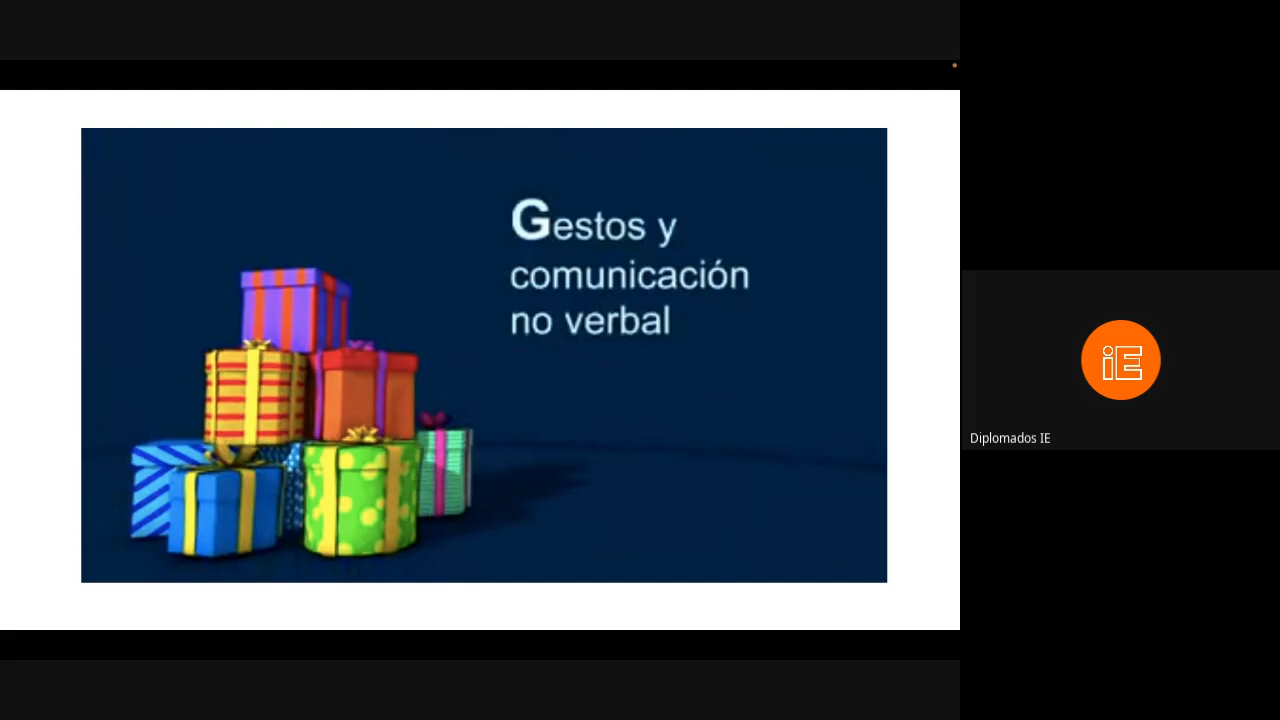 Gestos y
comunicación
no verbal
iE
Diplomados IE